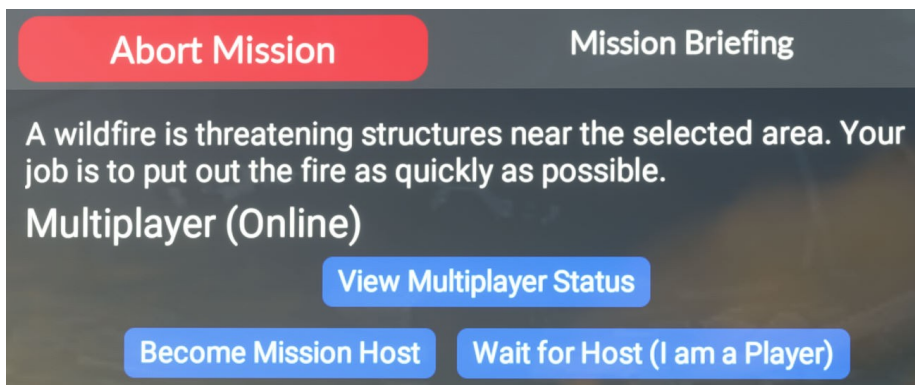 Abort Mission
Mission Briefing
A wildfire is threatening structures near the selected area. Your
job is to put out the fire as quickly as possible.
Multiplayer (Online)
View Multiplayer Status
Become Mission Host
Wait for Host (I am a Player)